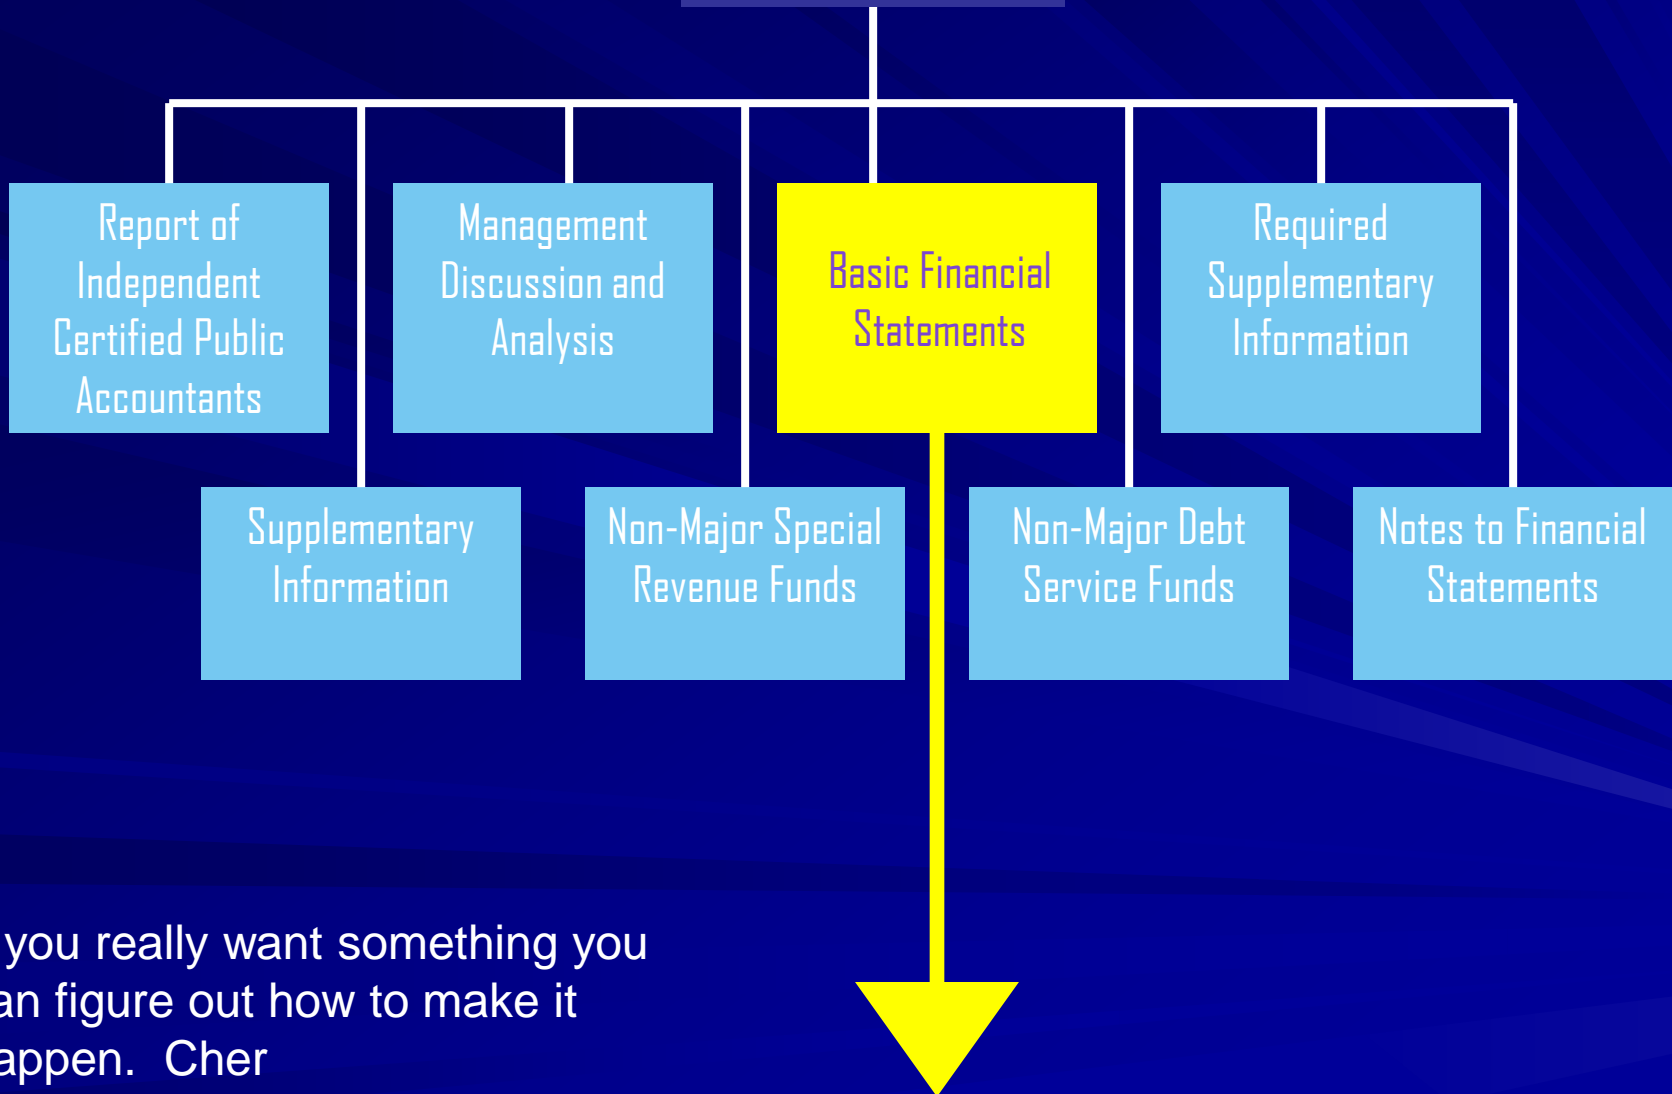 Report of
Independent
Certified Public
Accountants
Management
Discussion and
Analysis
Basic Financial
Statements
Required
Supplementary
Information
Supplementary
Information
Non-Major Special
Revenue Funds
Non-Major Debt
Service Funds
Notes to Financial
Statements
you really want something you
an figure out how to make it
appen. Cher